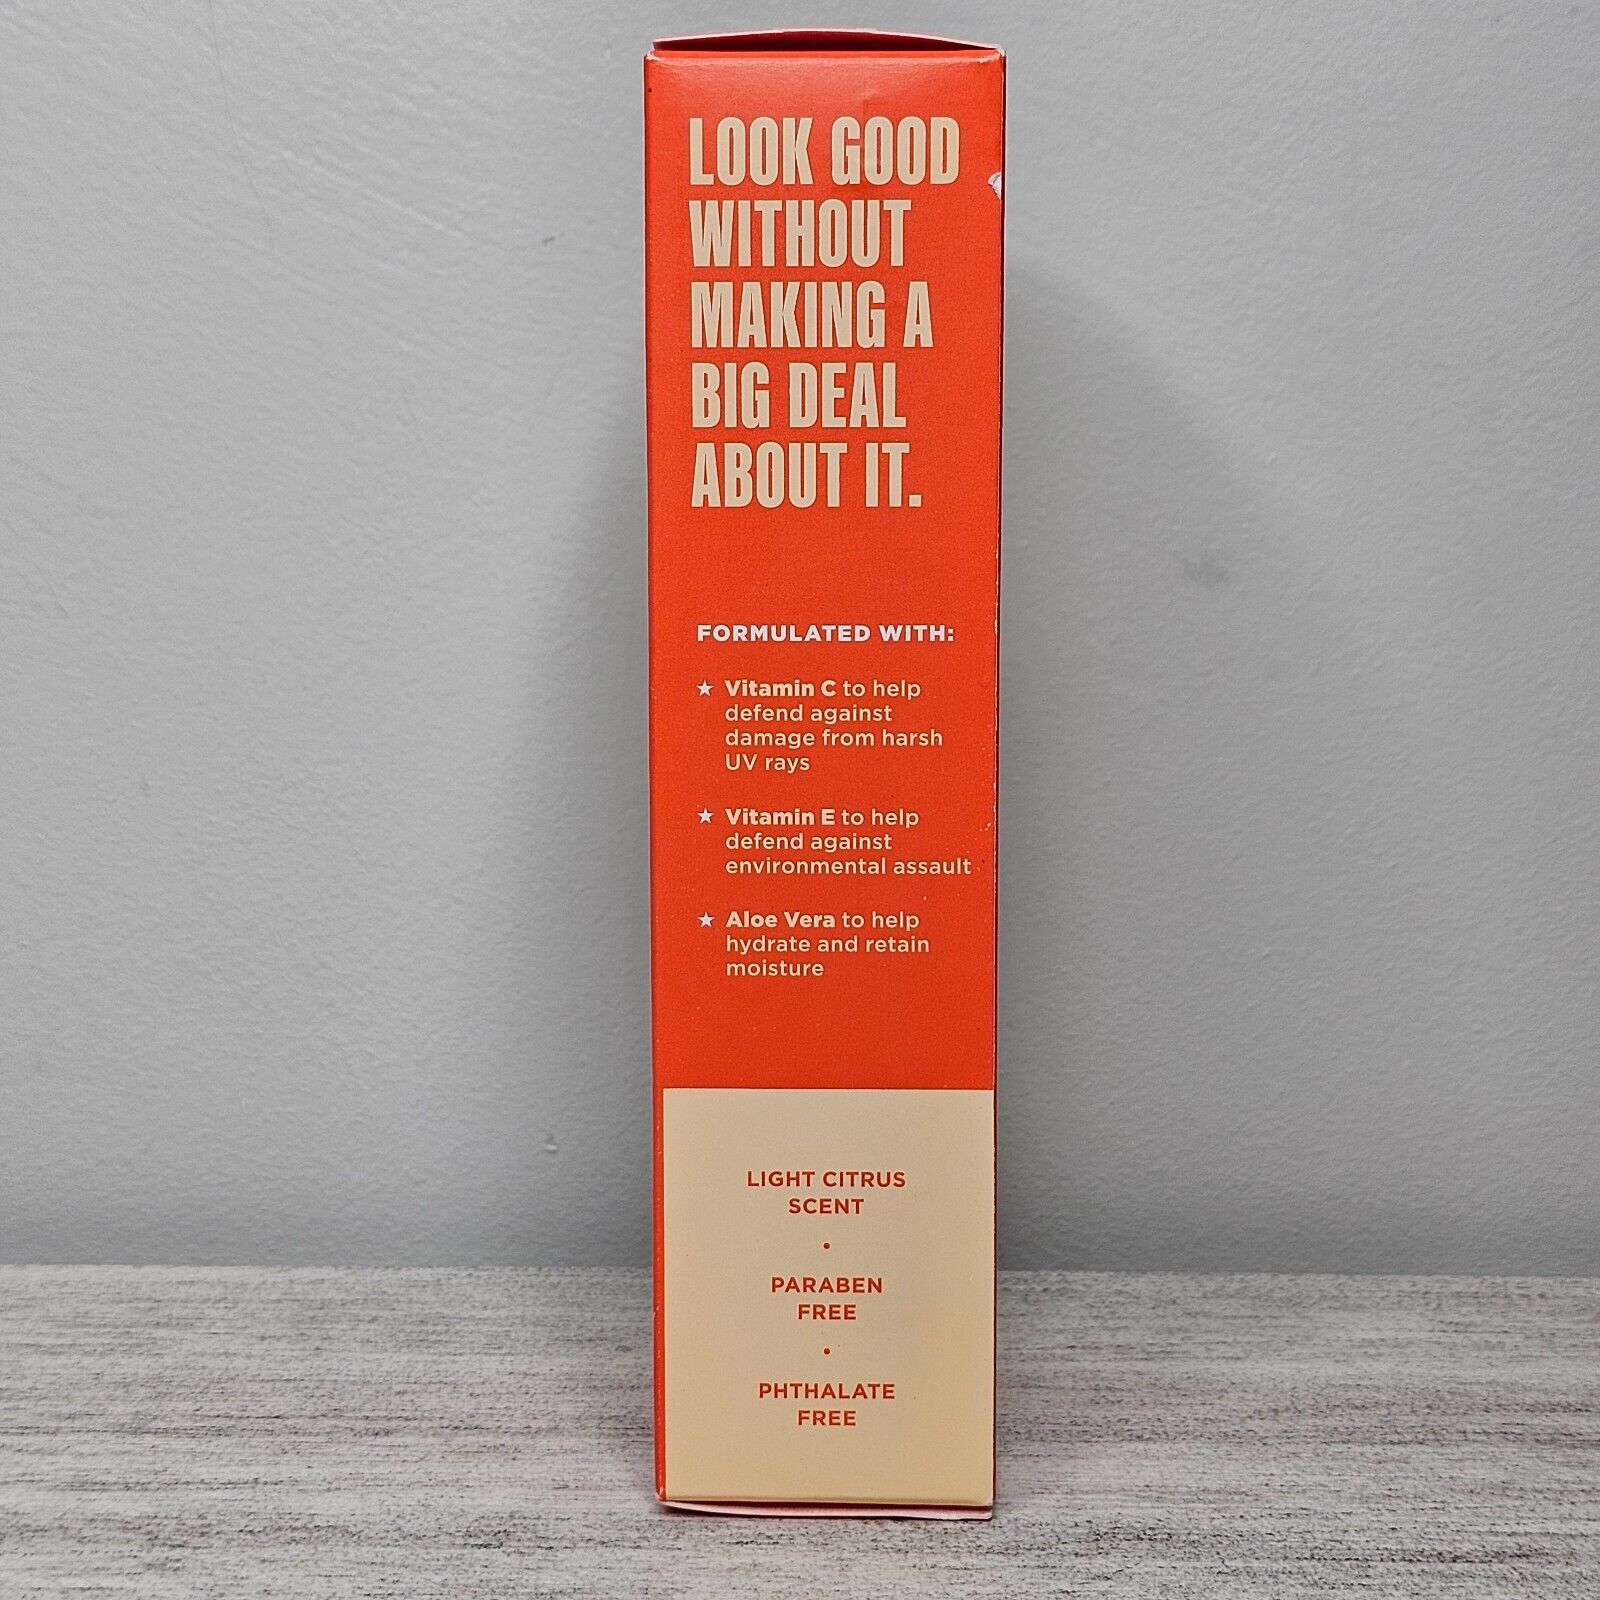 LOOK GOOD
WITHOUT
MAKING A
BIG DEAL
ABOUT IT.
FORMULATED WITH:
★ Vitamin C to help
defend against
damage from harsh
UV rays
★ Vitamin E to help
defend against
environmental assault
★ Aloe Vera to help
hydrate and retain
moisture
LIGHT CITRUS
SCENT
•
PARABEN
FREE
•
PHTHALATE
FREE